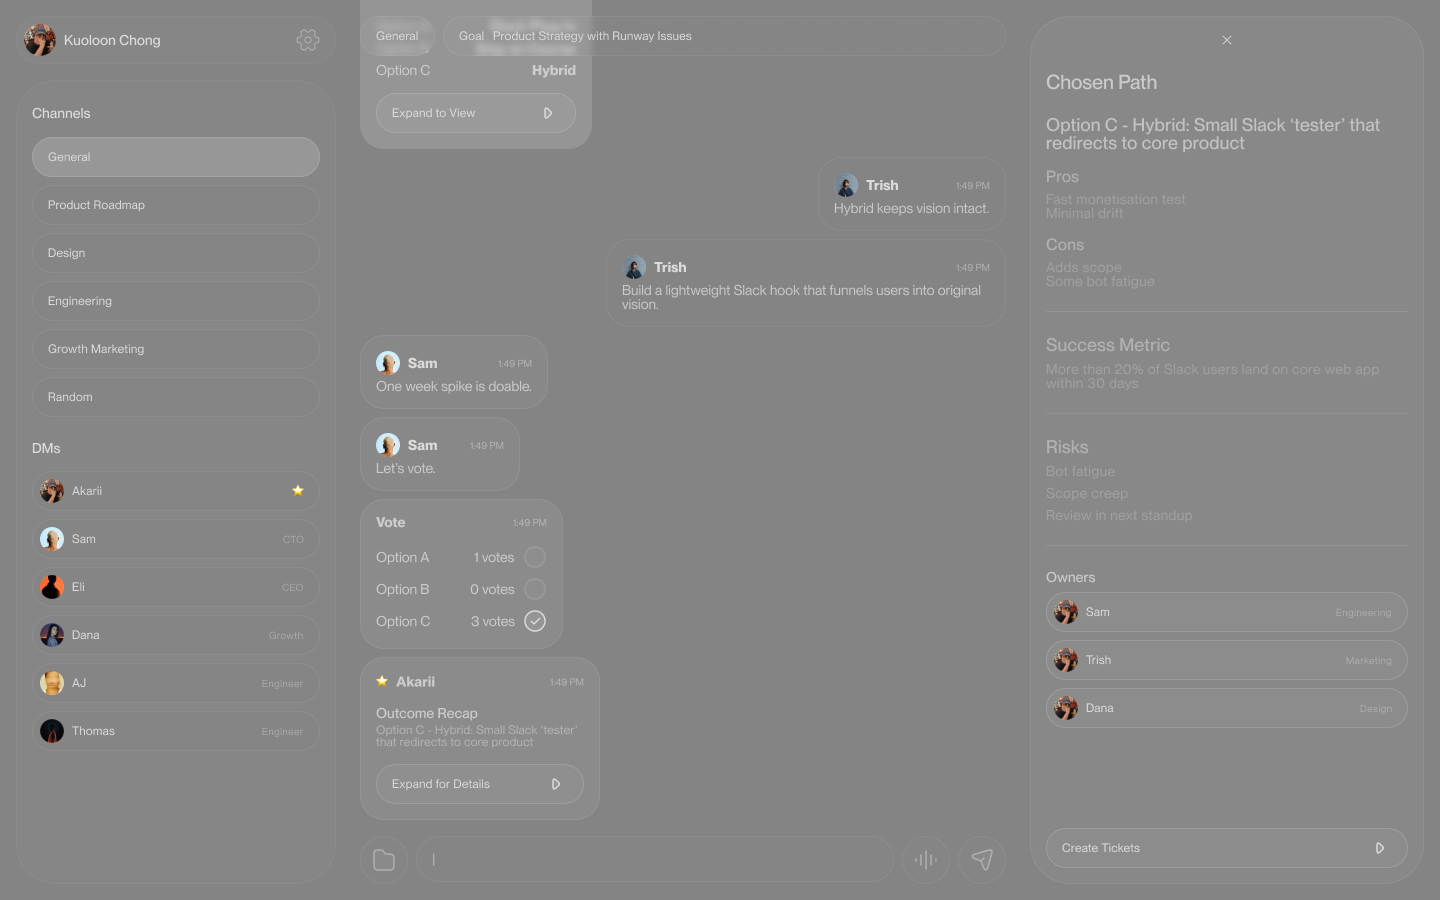 Kuoloon Chong
Channels
General
Product Roadmap
Design
Engineering
Growth Marketing
Random
DMs
Akarii
Sam CTO
Eli CEO
Dana Growth
AJ Engineer
Thomas Engineer
General
Goal Product Strategy with Runway Issues
Option C Hybrid
Expand to View
Trish 1:49 PM
Hybrid keeps vision intact.
Trish 1:49 PM
Build a lightweight Slack hook that funnels users into original
vision.
Sam 1:49 PM
One week spike is doable.
Sam 1:49 PM
Let's vote.
Vote 1:49 PM
Option A 1 votes
Option B 0 votes
Option C 3 votes
Akarii 1:49 PM
Outcome Recap
Option C - Hybrid: Small Slack ‘tester’
that redirects to core product
Expand for Details
Chosen Path
Option C - Hybrid: Small Slack ‘tester’ that
redirects to core product
Pros
Fast monetisation test
Minimal drift
Cons
Adds scope
Some bot fatigue
Success Metric
More than 20% of Slack users land on core web app
within 30 days
Risks
Bot fatigue
Scope creep
Review in next standup
Owners
Sam Engineering
Trish Marketing
Dana Design
Create Tickets